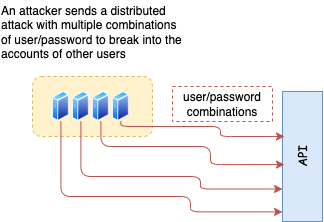 An attacker sends a distributed
attack with multiple combinations
of user/password to break into the
accounts of other users
user/password
combinations
API